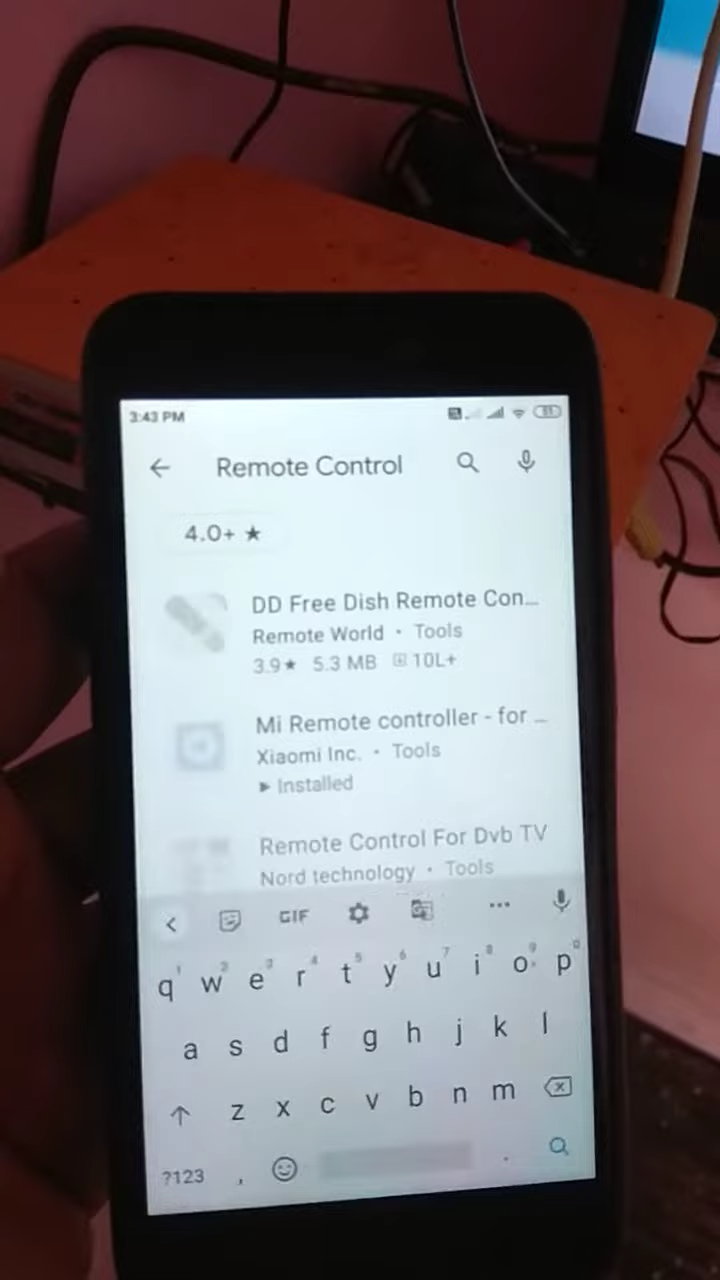 3:43 PM
Remote Control
4.0+ ★
DD Free Dish Remote Con...
Remote World • Tools
3.9★ 5.3 MB 10L+
Mi Remote controller - for ...
Xiaomi Inc. • Tools
Installed
Remote Control For Dvb TV
Nord technology • Tools
GIF
q w e r t y u i o p
a s d f g h j k l
z x c v b n m
?123 , .